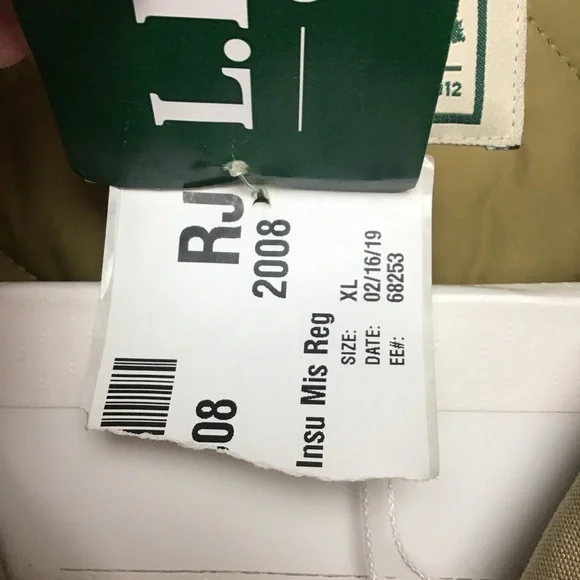 L.
RJ
2008
08
Insu Mis Reg
SIZE: XL
DATE: 02/16/19
EE#: 68253